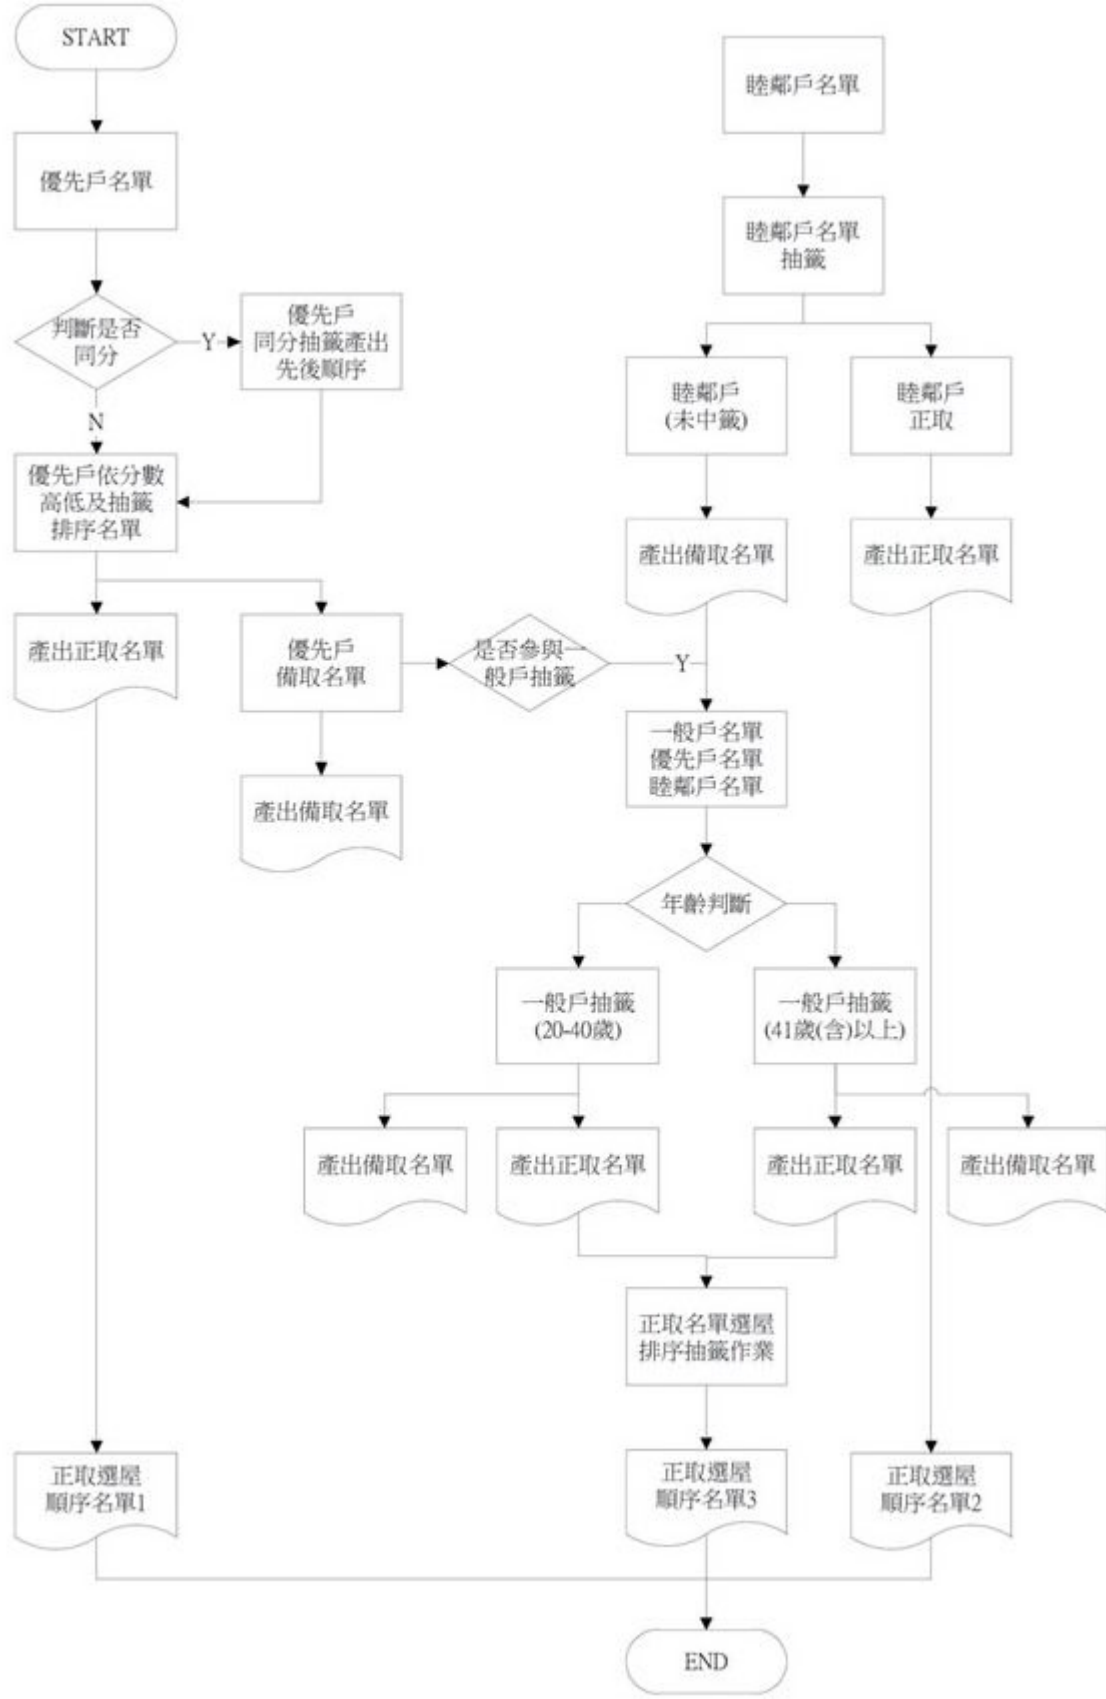 START
睦鄰戶名單
優先戶名單
睦鄰戶名單
抽籤
判斷是否
同分
Y
優先戶
同分抽籤產出
先後順序
睦鄰戶
(未中籤)
睦鄰戶
正取
N
優先戶依分數
高低及抽籤
排序名單
產出備取名單
產出正取名單
產出正取名單
優先戶
備取名單
是否參與一
般戶抽籤
Y
一般戶名單
優先戶名單
睦鄰戶名單
產出備取名單
年齡判斷
一般戶抽籤
(20-40歲)
一般戶抽籤
(41歲(含)以上)
產出備取名單
產出正取名單
產出正取名單
產出備取名單
正取名單選屋
排序抽籤作業
正取選屋
順序名單1
正取選屋
順序名單3
正取選屋
順序名單2
END